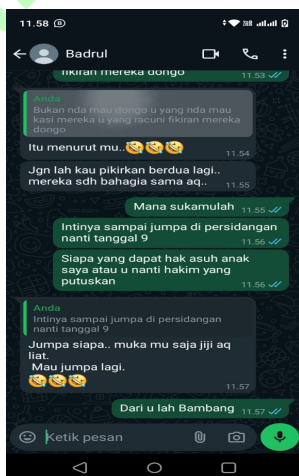 11.58
Badrul
fikiran mereka dongo
11.53
Anda
Bukan nda mau dongo u yang nda mau
kasi mereka u yang racuni fikiran mereka
dongo
Itu menurut mu..🤣🤣🤣
11.54
Jgn lah kau pikirkan berdua lagi..
mereka sdh bahagia sama aq..
11.55
Mana sukamulah
11.55
Intinya sampai jumpa di persidangan
nanti tanggal 9
11.56
Siapa yang dapat hak asuh anak
saya atau u nanti hakim yang
putuskan
11.56
Anda
Intinya sampai jumpa di persidangan
nanti tanggal 9
Jumpa siapa.. muka mu saja jiji aq
liat.
Mau jumpa lagi.
🤣🤣🤣
11.57
Dari u lah Bambang
11.57
Ketik pesan